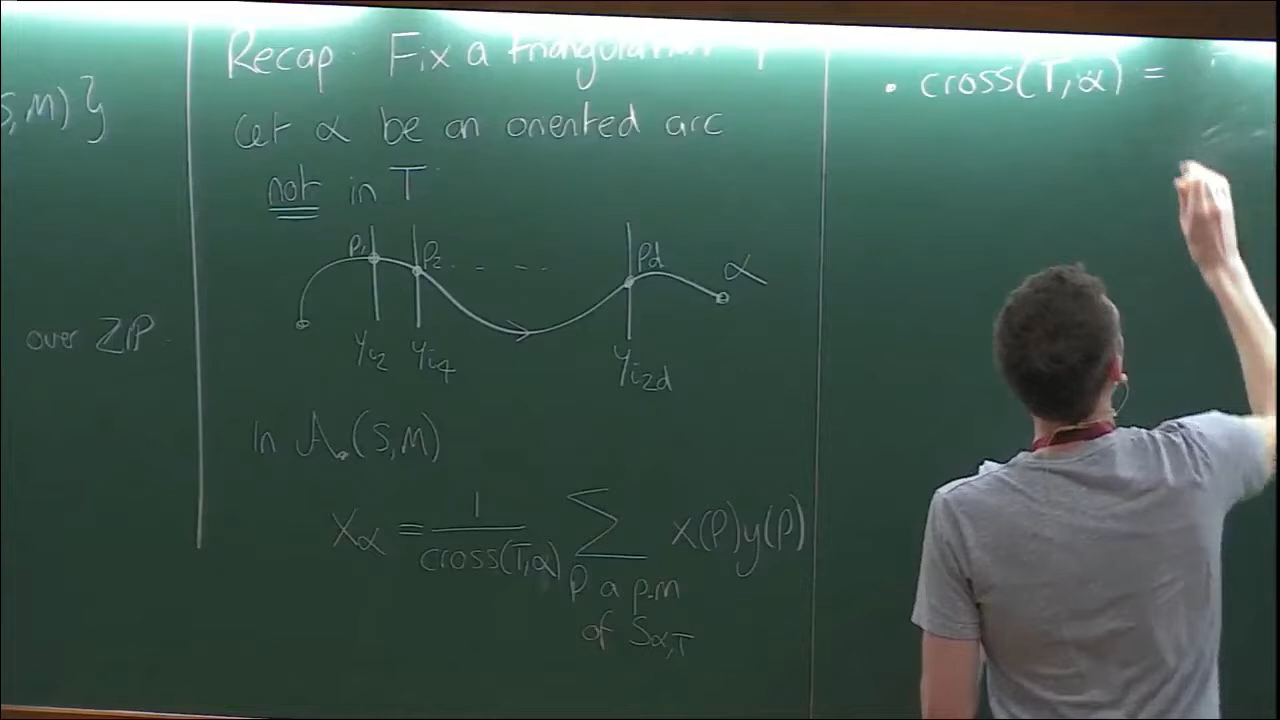 S,M)}
over ZIP.
Recap. Fix a triangulation T
Let α be an oriented arc
not in T
P1 P2 . - - - Pd α
Yi2 Yi4 Yi2d
In A.(S,M)
Xα = 1/cross(T,α) Σ x(P)y(P)
P a p.m
of Sα,T
• cross(T,α) =